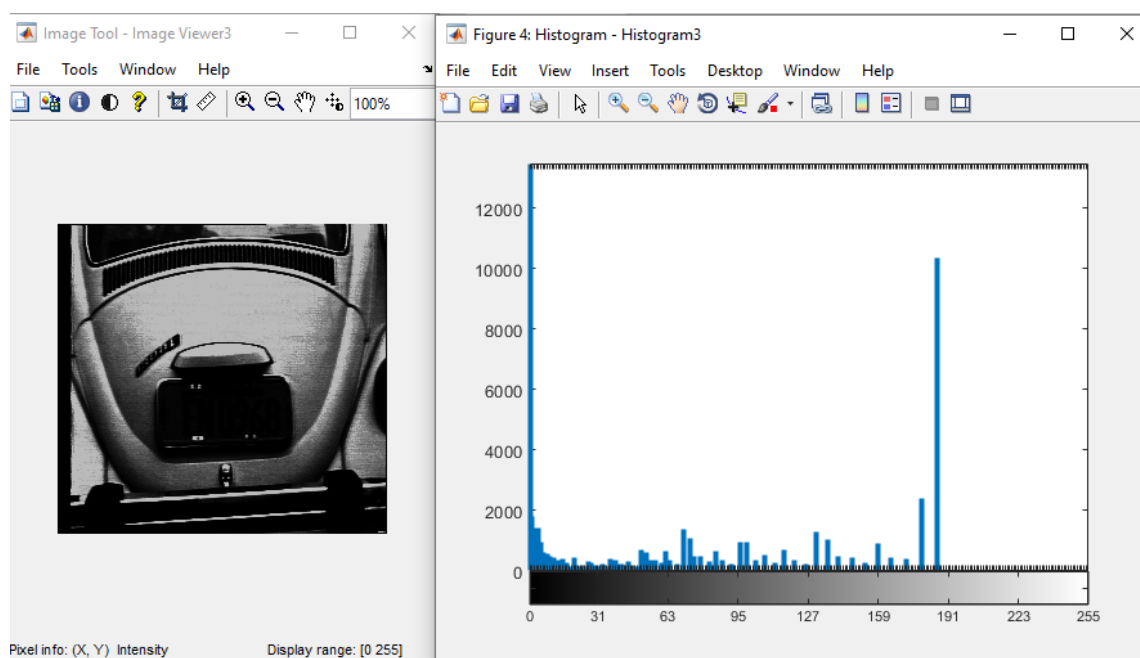 Image Tool - Image Viewer3
File Tools Window Help
100%
Pixel info: (X, Y) Intensity
Display range: [0 255]
Figure 4: Histogram - Histogram3
File Edit View Insert Tools Desktop Window Help
12000
10000
8000
6000
4000
2000
0
0 31 63 95 127 159 191 223 255